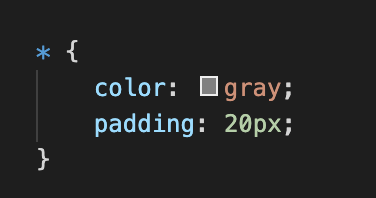 * {
color: gray;
padding: 20px;
}